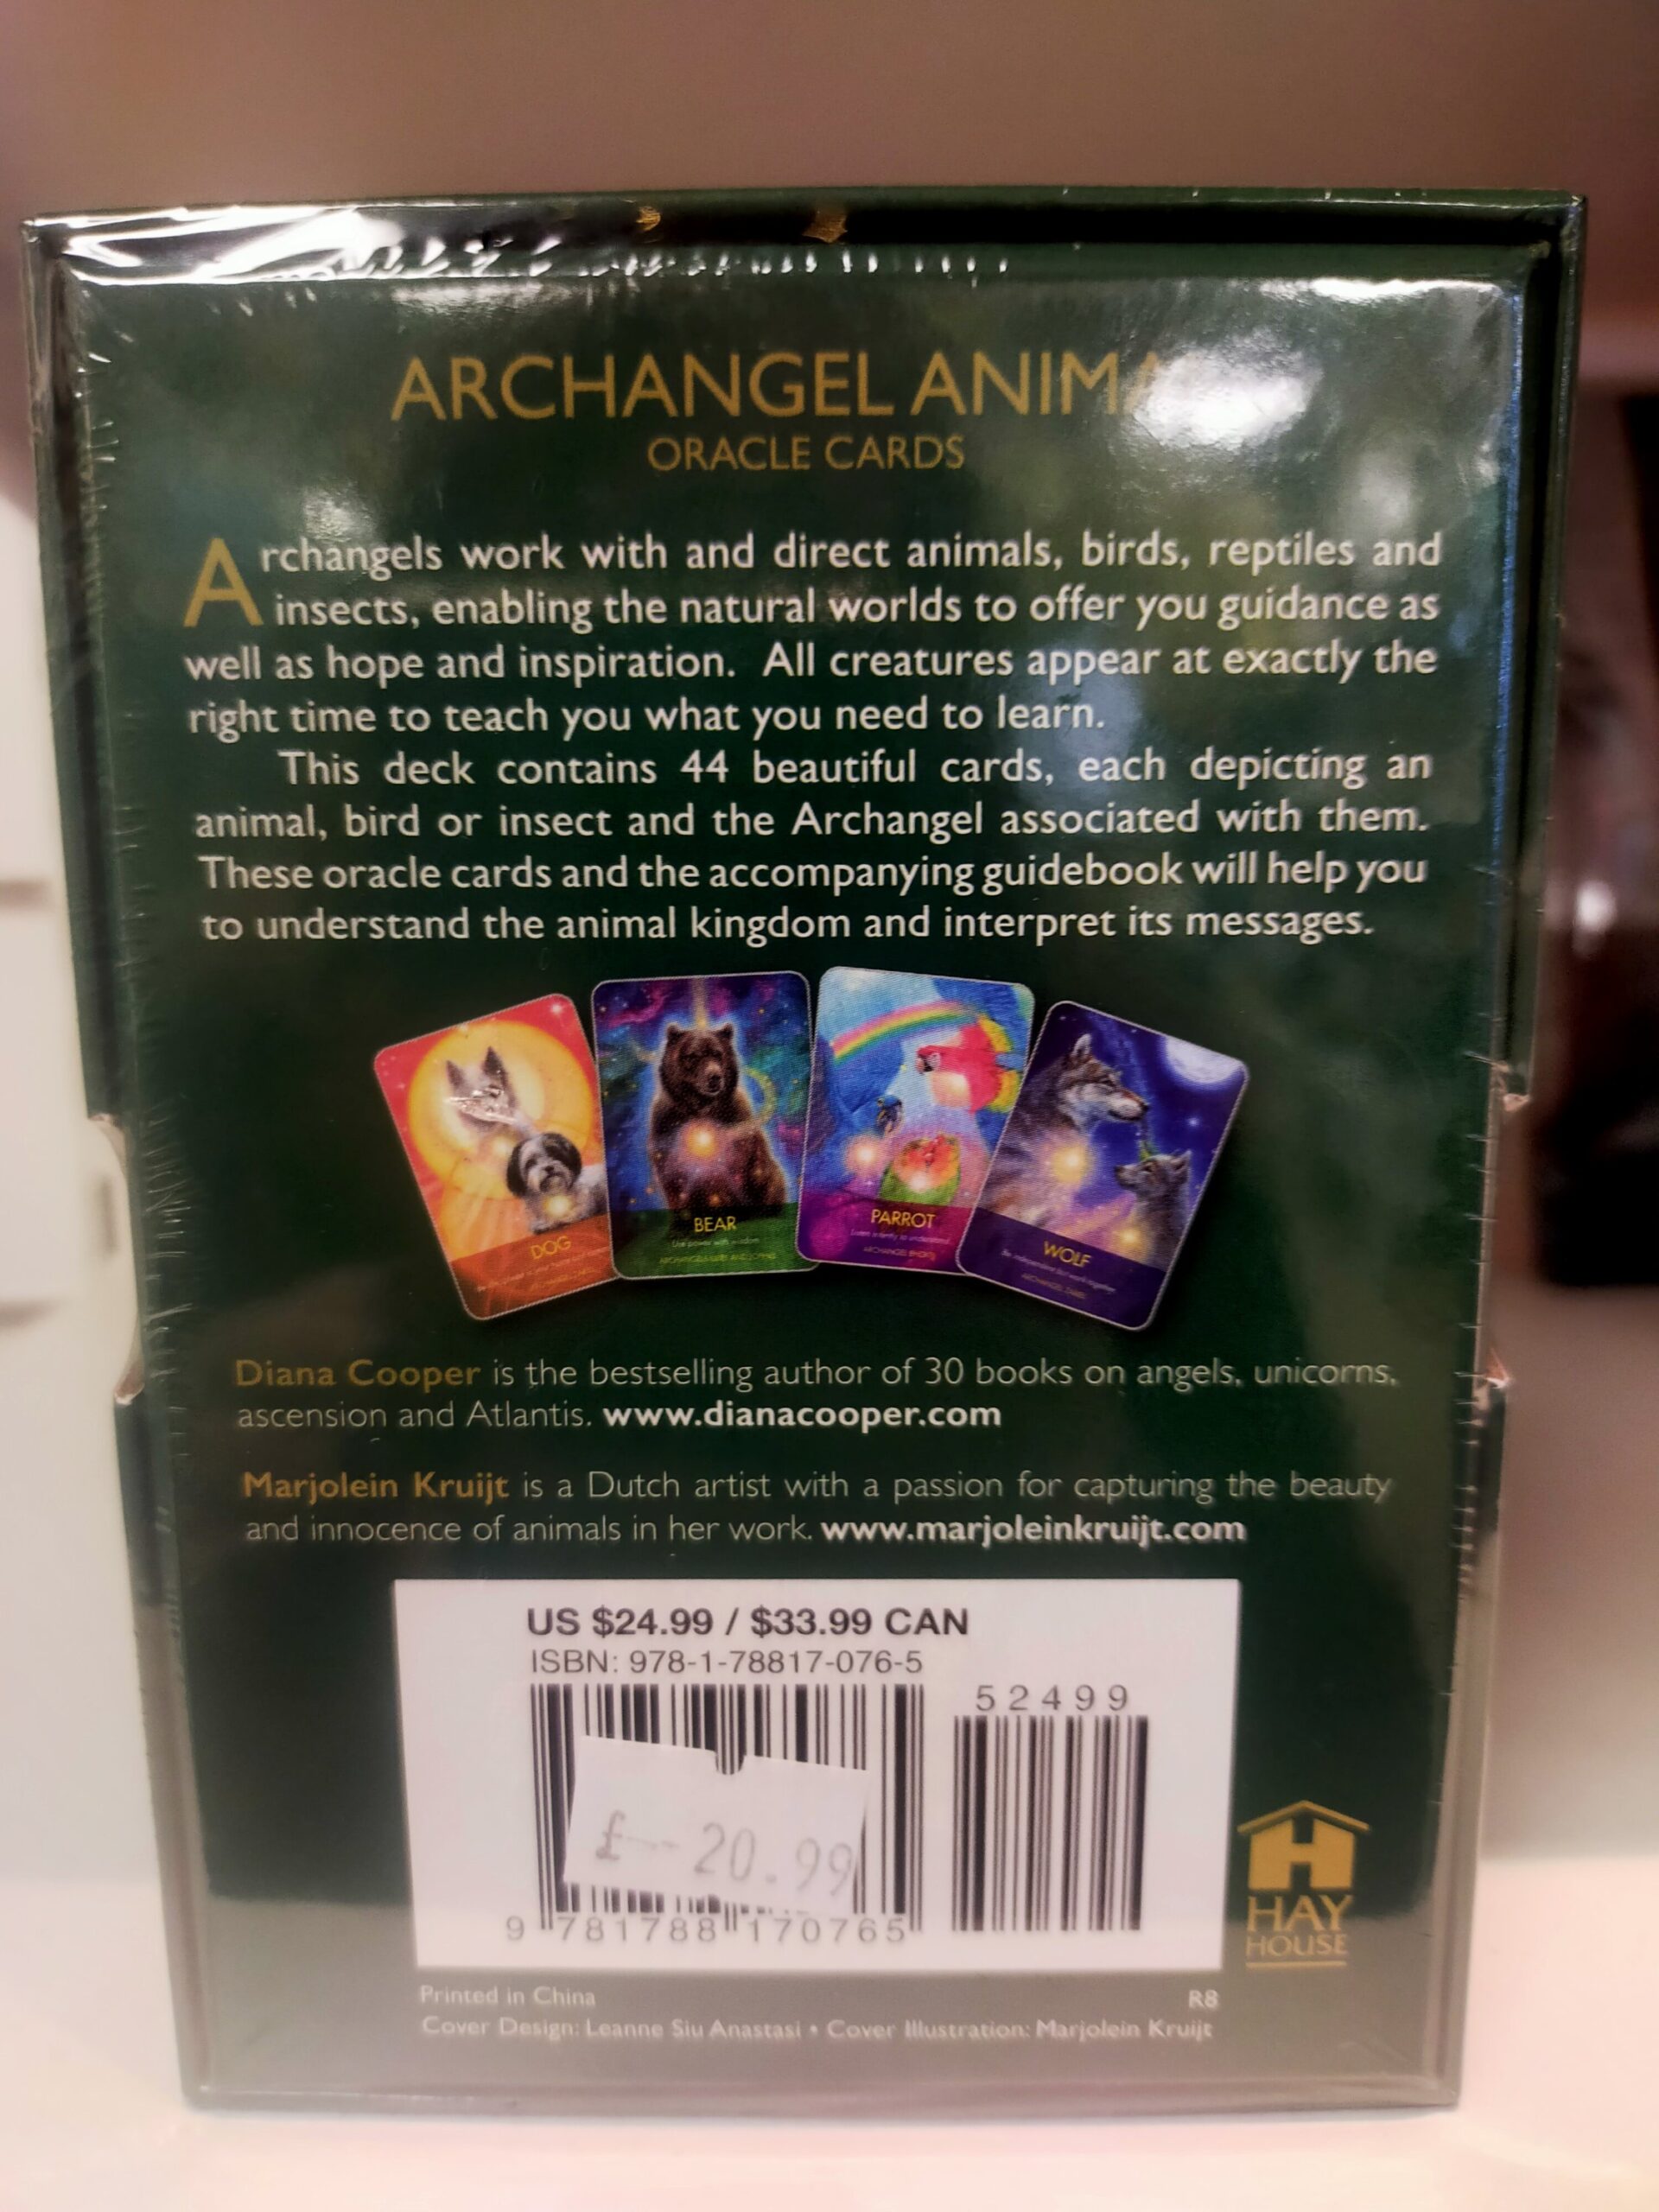 ARCHANGEL
ORACLE CARDS
Archangels work with and direct animals, birds, reptiles and
insects, enabling the natural worlds to offer you guidance as
well as hope and inspiration. All creatures appear at exactly the
right time to teach you what you need to learn.
This deck contains 44 beautiful cards, each depicting an
animal, bird or insect and the Archangel associated with them.
These oracle cards and the accompanying guidebook will help you
to understand the animal kingdom and interpret its messages.
DOG
BEAR
Use power with wisdom
PARROT
WOLF
Diana Cooper is the bestselling author of 30 books on angels, unicorns,
ascension and Atlantis. www.dianacooper.com
Marjolein Kruijt is a Dutch artist with a passion for capturing the beauty
and innocence of animals in her work. www.marjoleinkruijt.com
US $24.99 / $33.99 CAN
ISBN: 978-1-78817-076-5
52499
£--20.99
9 781788 170765
HAY
HOUSE
Printed in China
R8
Cover Design: Leanne Siu Anastasi • Cover Illustration: Marjolein Kruijt